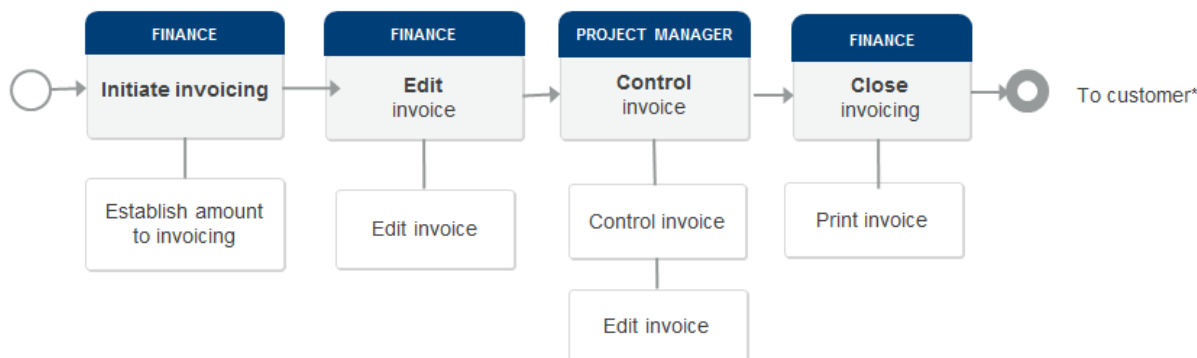 FINANCE
Initiate invoicing
Establish amount
to invoicing
FINANCE
Edit
invoice
Edit invoice
PROJECT MANAGER
Control
invoice
Control invoice
Edit invoice
FINANCE
Close
invoicing
Print invoice
To customer*